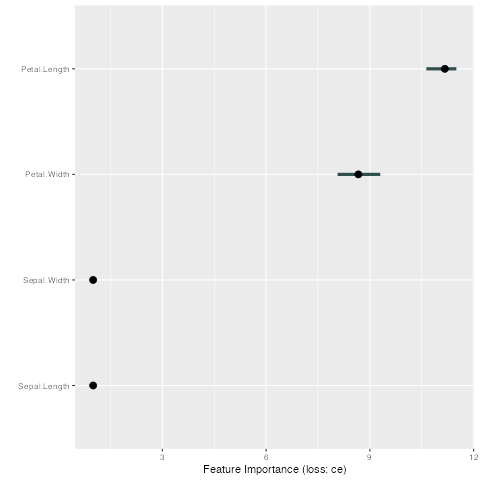 Petal.Length
Petal.Width
Sepal.Width
Sepal.Length
3 6 9 12
Feature Importance (loss: ce)